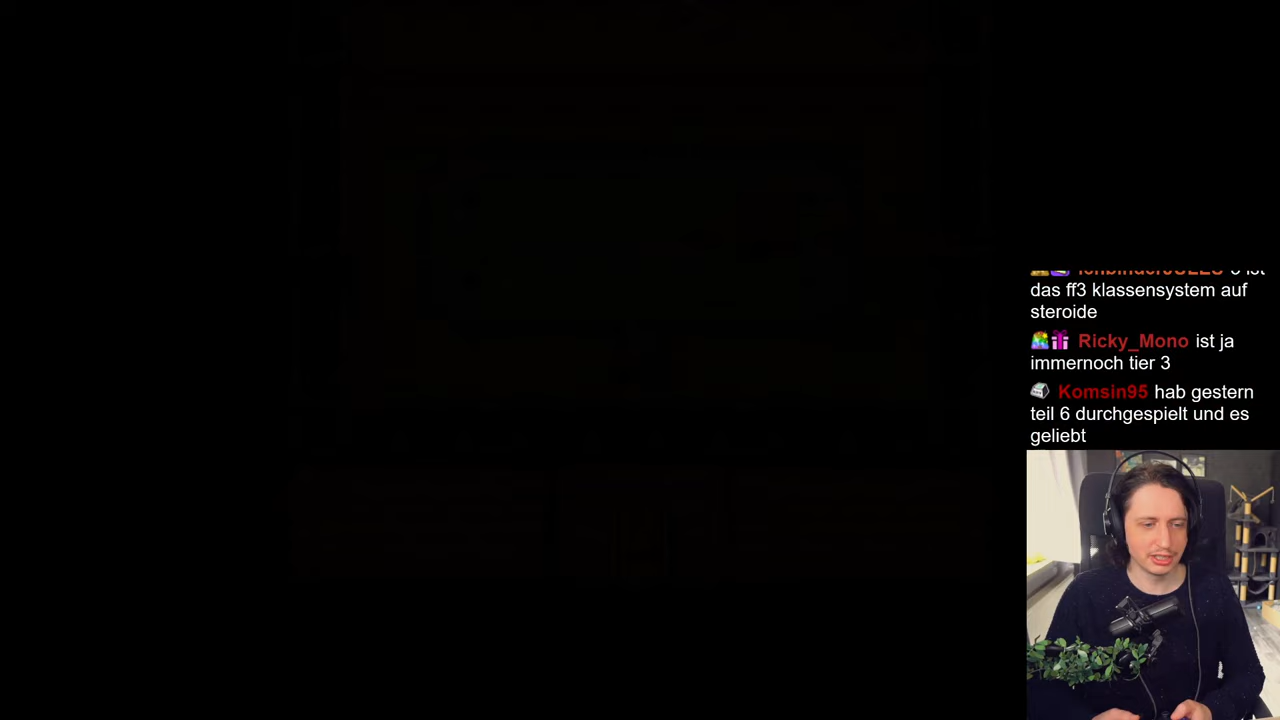 das ff3 klassensystem auf
steroide
Ricky_Mono ist ja
immernoch tier 3
Komsin95 hab gestern
teil 6 durchgespielt und es
geliebt